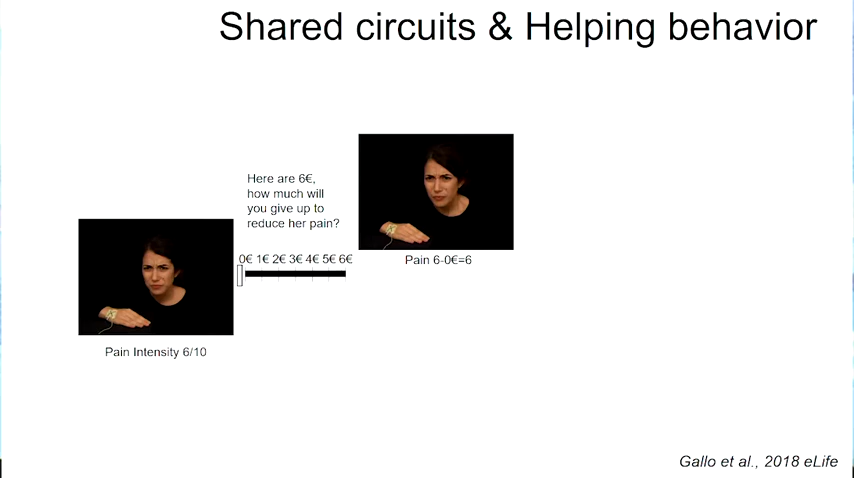 Shared circuits & Helping behavior
Here are 6€,
how much will
you give up to
reduce her pain?
0€ 1€ 2€ 3€ 4€ 5€ 6€
Pain 6-0€=6
Pain Intensity 6/10
Gallo et al., 2018 eLife